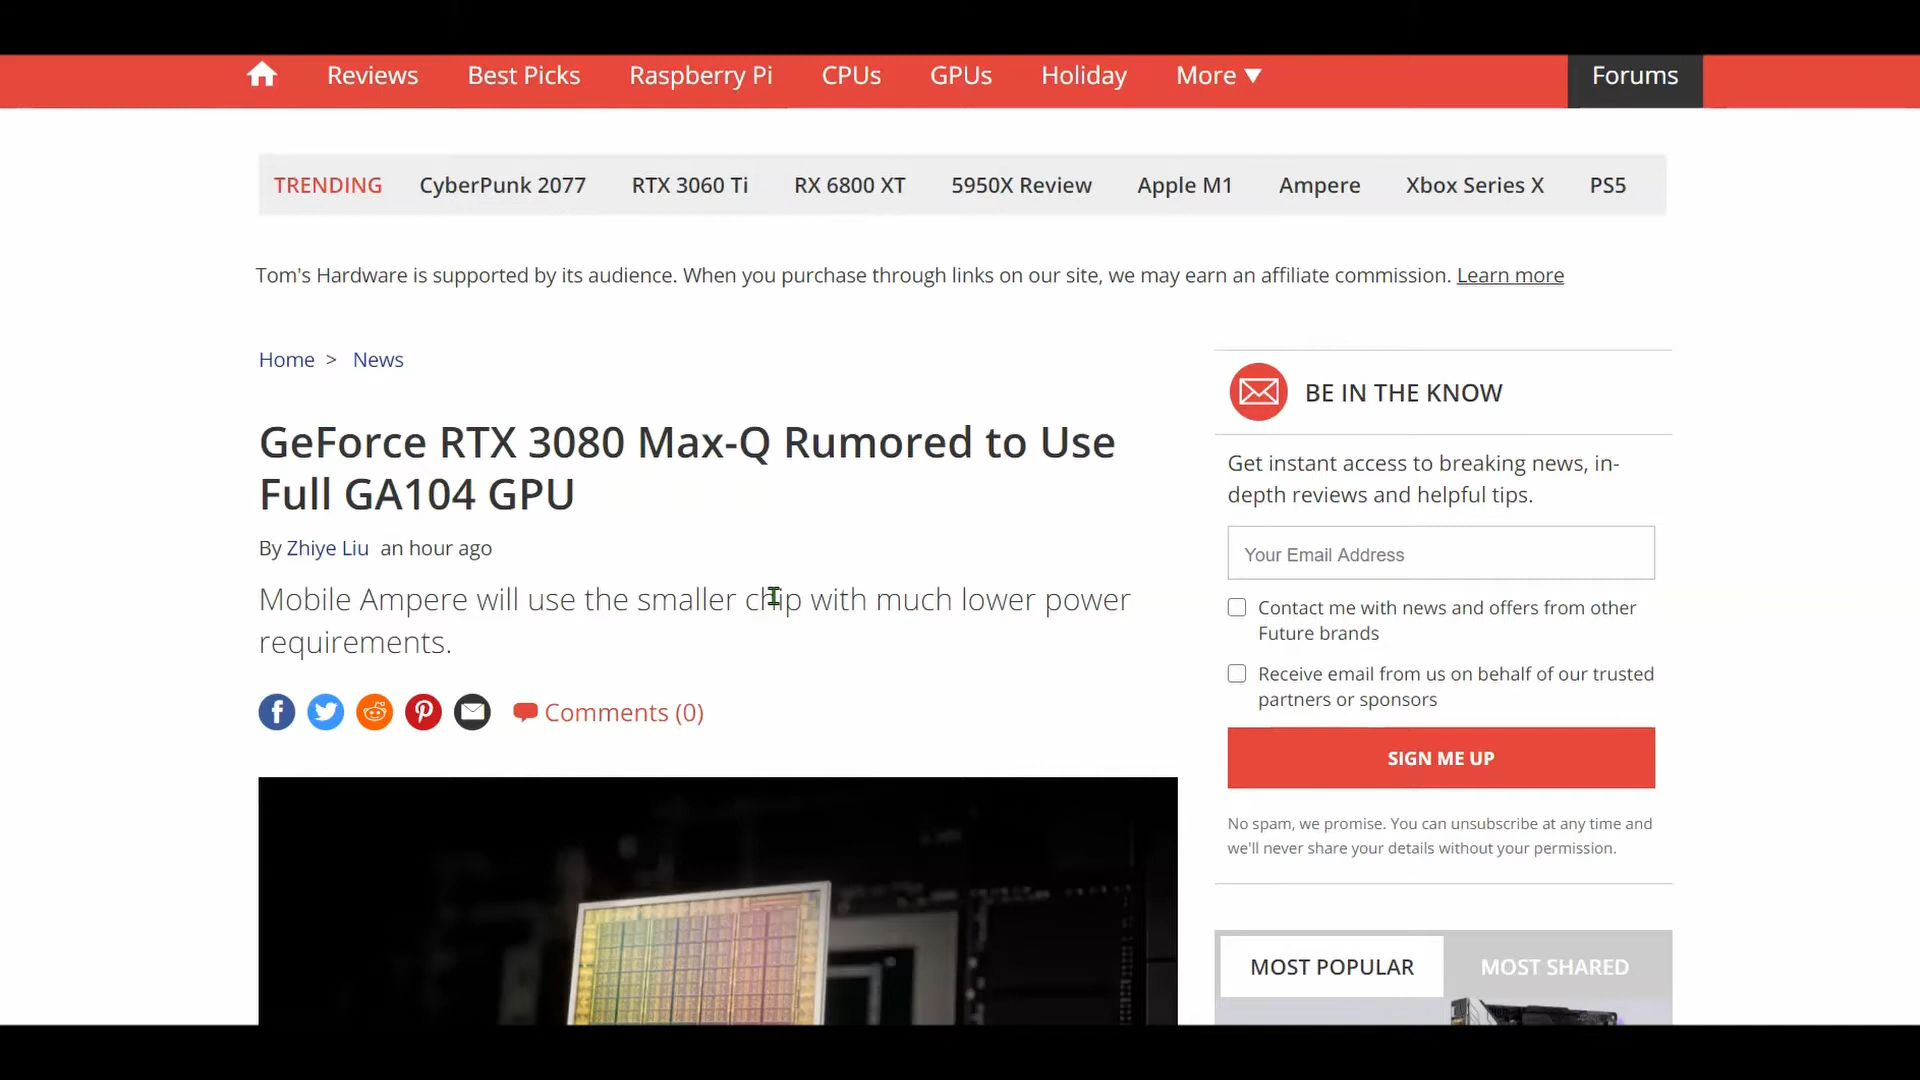 Reviews Best Picks Raspberry Pi CPUs GPUs Holiday More ▼ Forums
TRENDING CyberPunk 2077 RTX 3060 Ti RX 6800 XT 5950X Review Apple M1 Ampere Xbox Series X PS5
Tom's Hardware is supported by its audience. When you purchase through links on our site, we may earn an affiliate commission. Learn more
Home > News
GeForce RTX 3080 Max-Q Rumored to Use
Full GA104 GPU
By Zhiye Liu an hour ago
Mobile Ampere will use the smaller chip with much lower power
requirements.
Comments (0)
BE IN THE KNOW
Get instant access to breaking news, in-
depth reviews and helpful tips.
Your Email Address
Contact me with news and offers from other
Future brands
Receive email from us on behalf of our trusted
partners or sponsors
SIGN ME UP
No spam, we promise. You can unsubscribe at any time and
we'll never share your details without your permission.
MOST POPULAR MOST SHARED